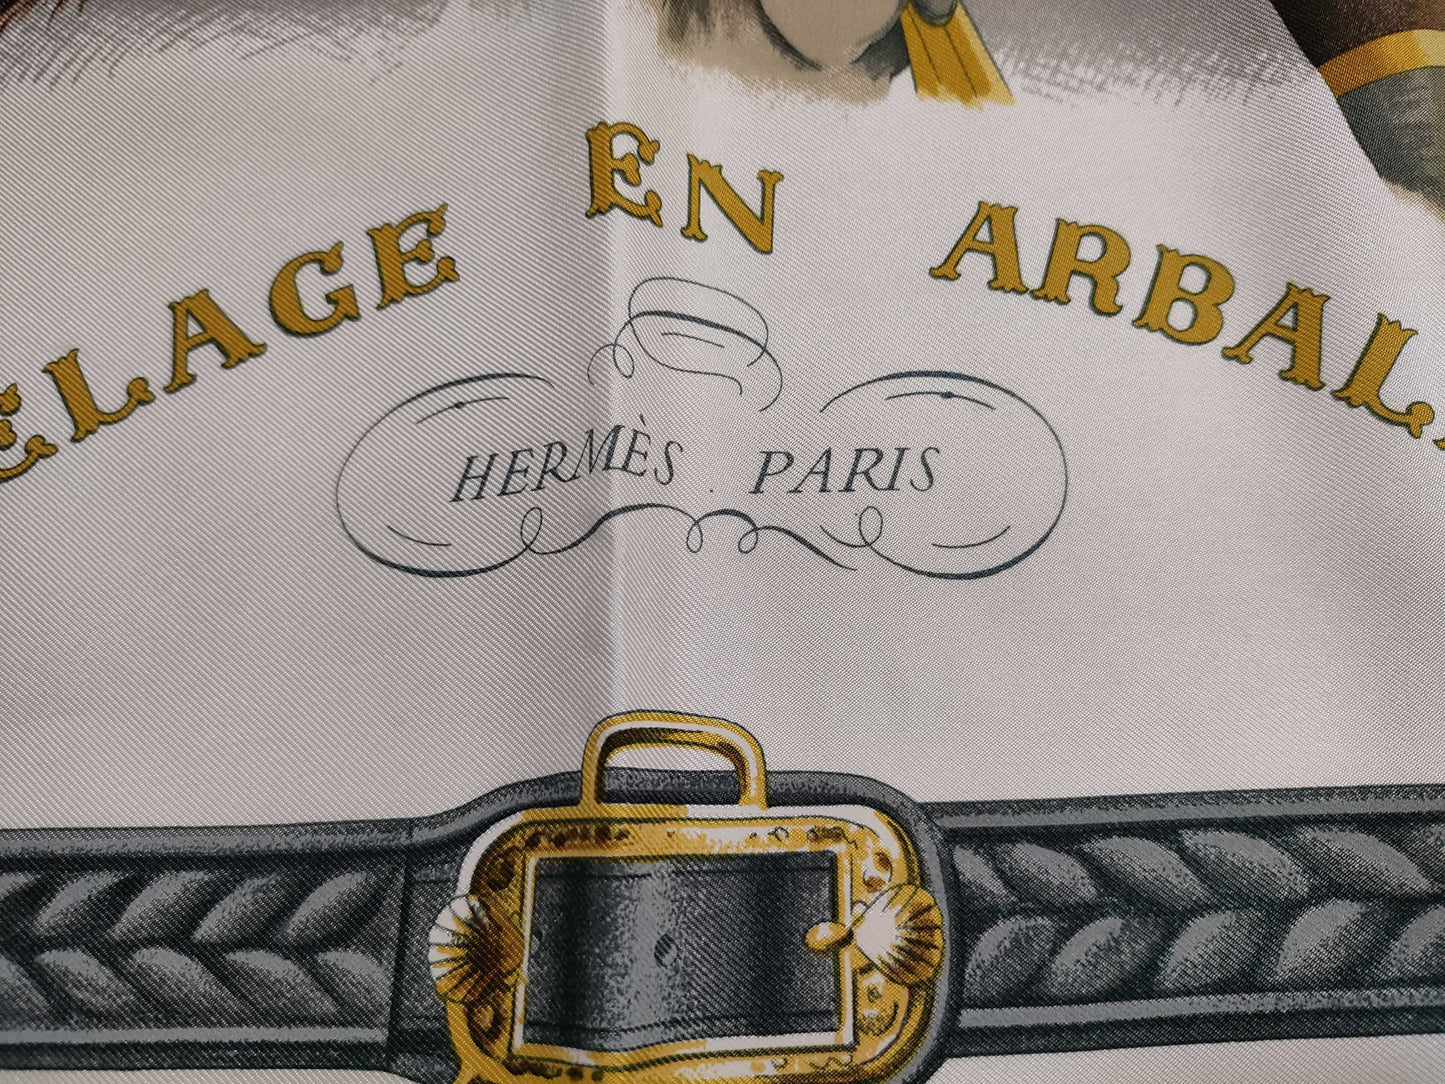 ELAGE EN ARBAL
HERMÈS . PARIS